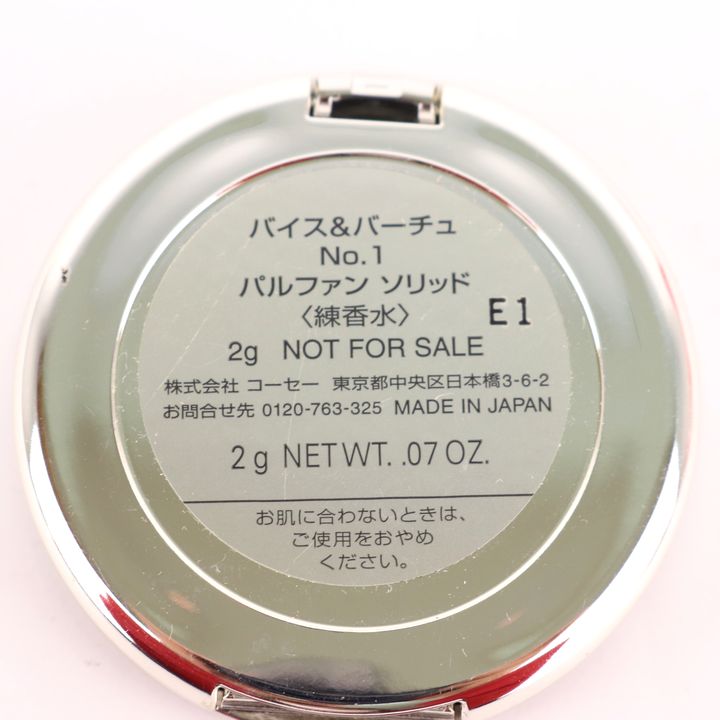 バイス&バーチュ
No.1
パルファン ソリッド
〈練香水〉 E1
2g NOT FOR SALE
株式会社 コーセー 東京都中央区日本橋3-6-2
お問合せ先 0120-763-325 MADE IN JAPAN
2g NET WT. .07 OZ.
お肌に合わないときは、
ご使用をおやめ
ください。